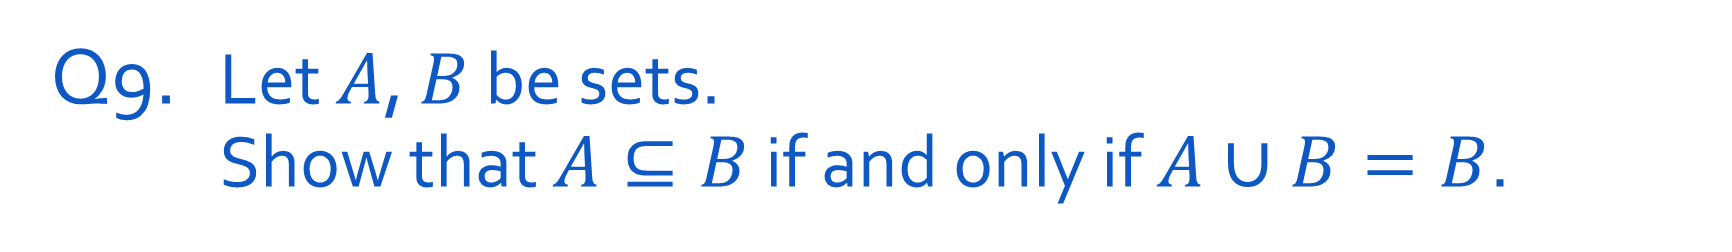 Q9. Let A, B be sets.
Show that A ⊆ B if and only if A ∪ B = B.